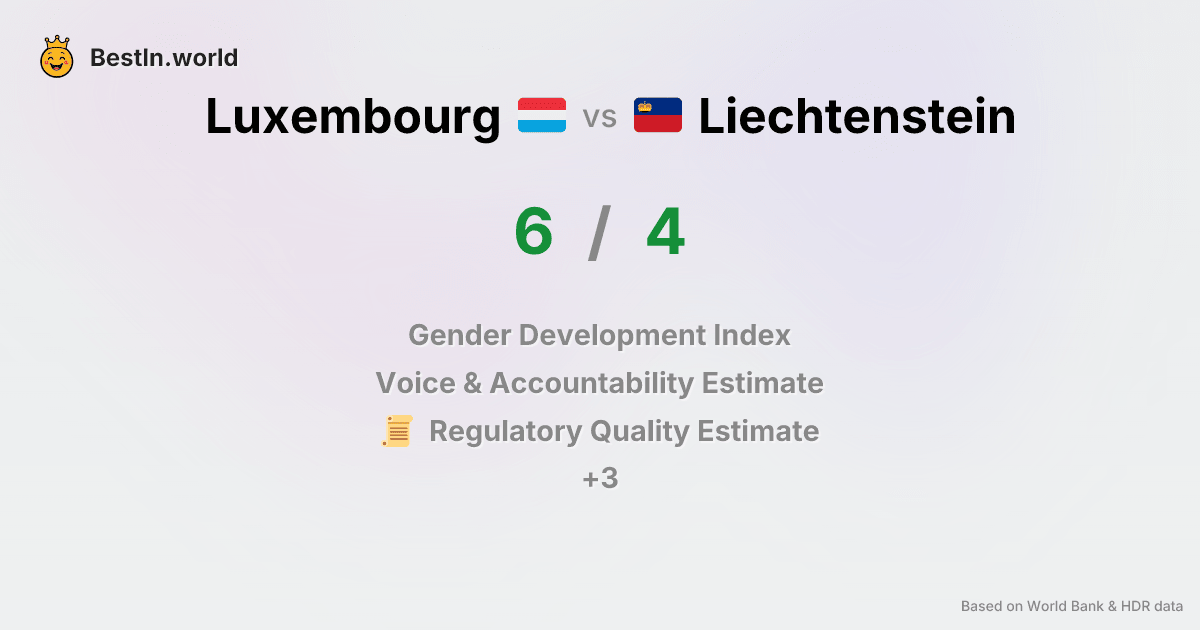 BestIn.world
Luxembourg vs Liechtenstein
6 / 4
Gender Development Index
Voice & Accountability Estimate
Regulatory Quality Estimate
+3
Based on World Bank & HDR data